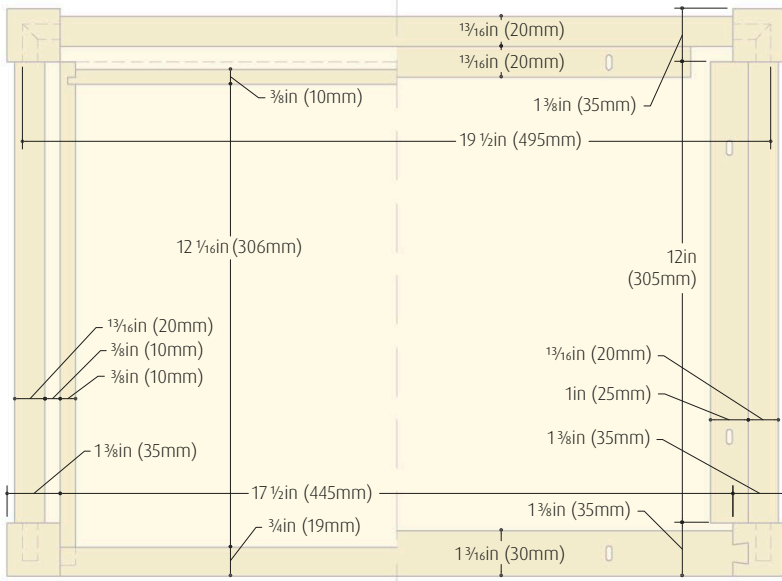 ¹³⁄₁₆in (20mm)
¹³⁄₁₆in (20mm)
⅜in (10mm)
1 ⅜in (35mm)
19 ½in (495mm)
12 ¹⁄₁₆in (306mm)
12in
(305mm)
¹³⁄₁₆in (20mm)
⅜in (10mm)
⅜in (10mm)
¹³⁄₁₆in (20mm)
1in (25mm)
1 ⅜in (35mm)
1 ⅜in (35mm)
17 ½in (445mm)
1 ⅜in (35mm)
¾in (19mm)
1 ³⁄₁₆in (30mm)